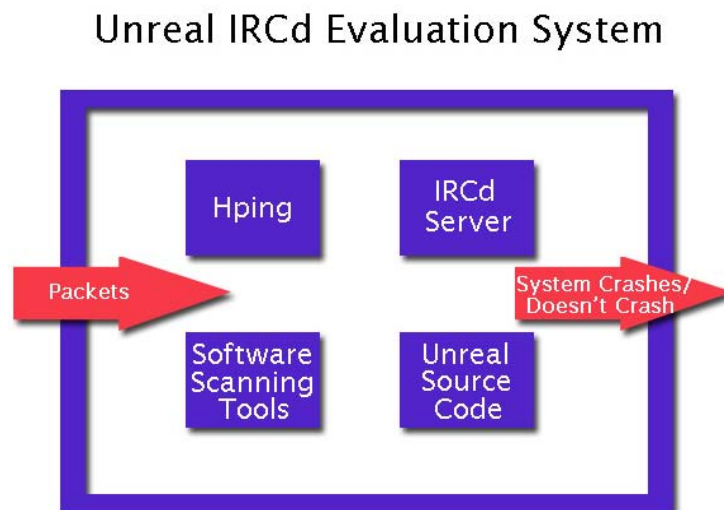 Unreal IRCd Evaluation System
Hping
IRCd
Server
Packets
System Crashes/
Doesn't Crash
Software
Scanning
Tools
Unreal
Source
Code